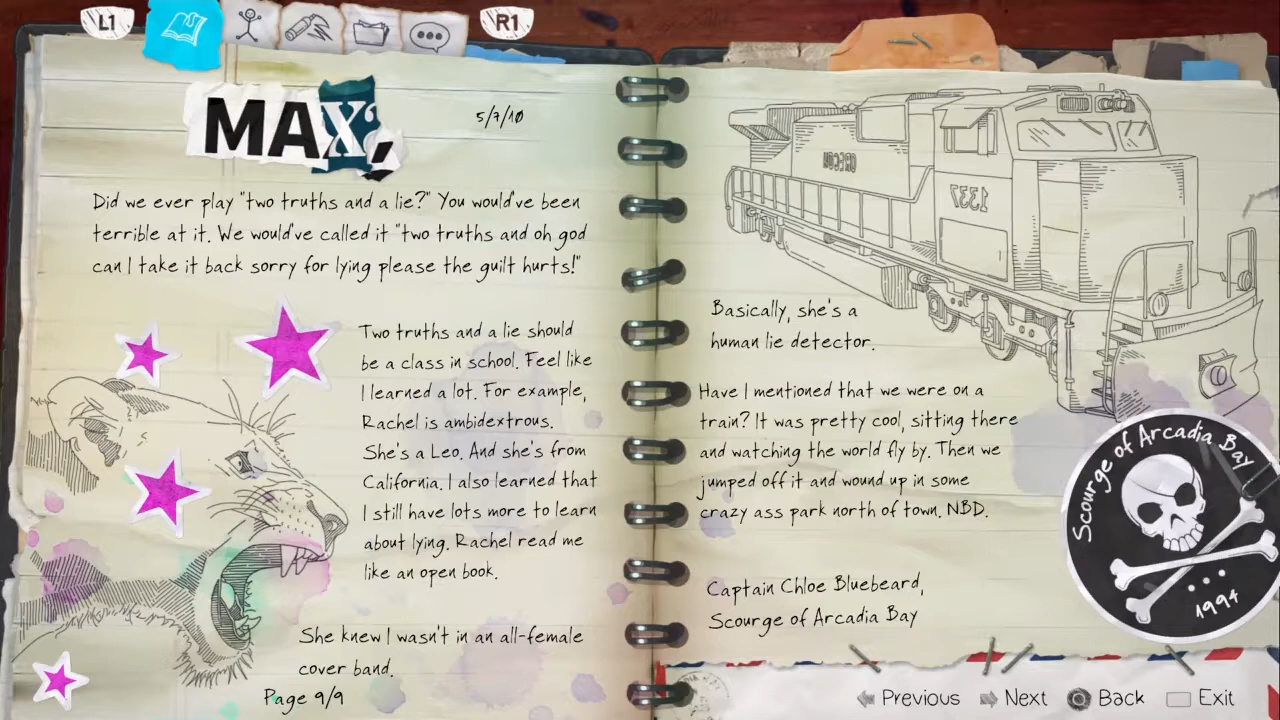 L1
R1
MAX,
5/7/10
Did we ever play "two truths and a lie?" You would've been
terrible at it. We would've called it "two truths and oh god
can I take it back sorry for lying please the guilt hurts!"
Two truths and a lie should
be a class in school. Feel like
I learned a lot. For example,
Rachel is ambidextrous.
She's a Leo. And she's from
California. I also learned that
I still have lots more to learn
about lying. Rachel read me
like an open book.
She knew I wasn't in an all-female
cover band.
Page 9/9
OREGON
1337
Basically, she's a
human lie detector.
Have I mentioned that we were on a
train? It was pretty cool, sitting there
and watching the world fly by. Then we
jumped off it and wound up in some
crazy ass park north of town. NBD.
Captain Chloe Bluebeard,
Scourge of Arcadia Bay
Scourge of Arcadia Bay
1994
Previous Next Back Exit